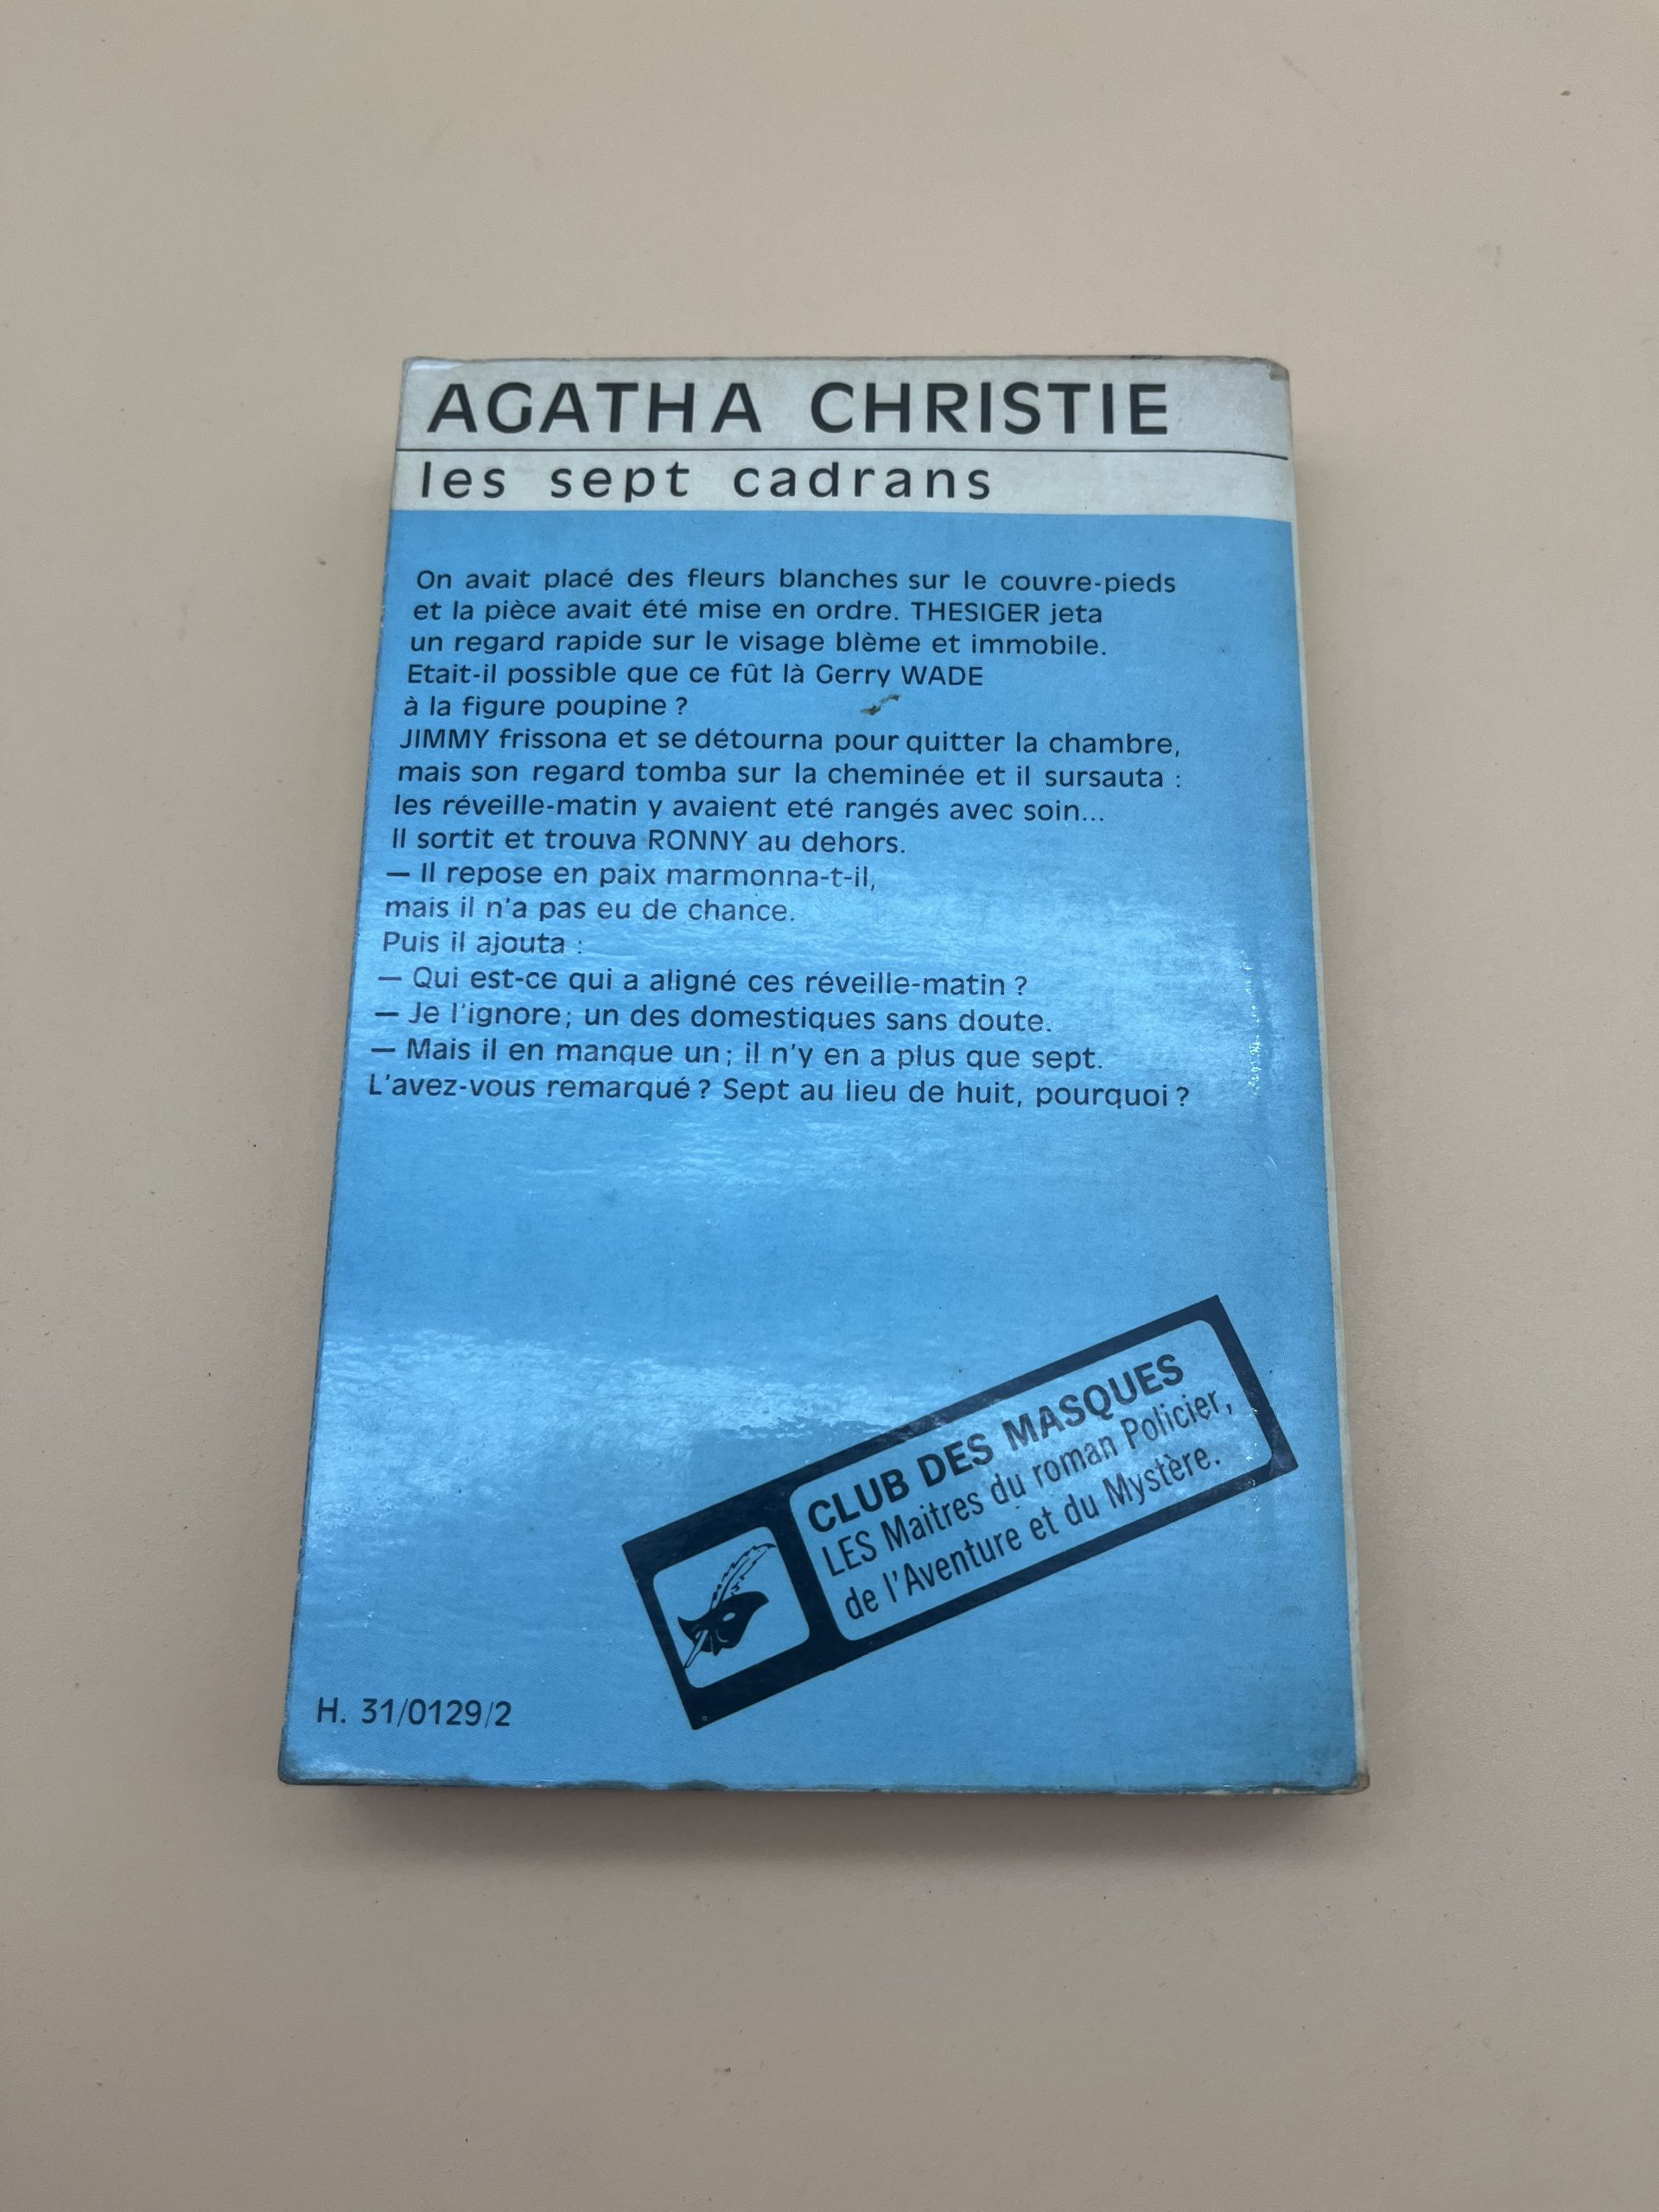 AGATHA CHRISTIE
les sept cadrans
On avait placé des fleurs blanches sur le couvre-pieds
et la pièce avait été mise en ordre. THESIGER jeta
un regard rapide sur le visage blème et immobile.
Etait-il possible que ce fût là Gerry WADE
à la figure poupine ?
JIMMY frissona et se détourna pour quitter la chambre,
mais son regard tomba sur la cheminée et il sursauta :
les réveille-matin y avaient eté rangés avec soin...
Il sortit et trouva RONNY au dehors.
— Il repose en paix marmonna-t-il,
mais il n'a pas eu de chance.
Puis il ajouta :
— Qui est-ce qui a aligné ces réveille-matin ?
— Je l'ignore ; un des domestiques sans doute.
— Mais il en manque un ; il n'y en a plus que sept.
L'avez-vous remarqué ? Sept au lieu de huit, pourquoi ?
CLUB DES MASQUES
LES Maitres du roman Policier,
de l'Aventure et du Mystère.
H. 31/0129/2